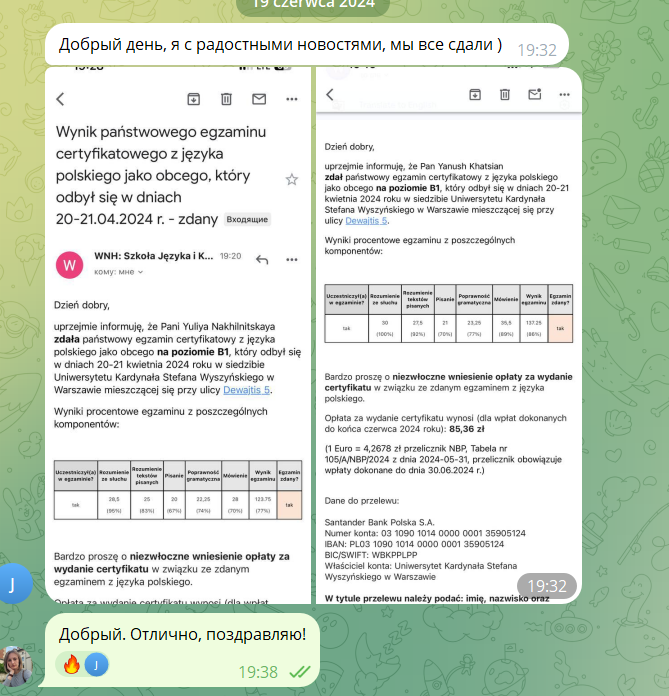 19 czerwca 2024
Добрый день, я с радостными новостями, мы все сдали )
19:32
Wynik państwowego egzaminu
certyfikatowego z języka
polskiego jako obcego, który
odbył się w dniach
20-21.04.2024 r. - zdany Входящие
W
WNH: Szkoła Języka i K... 19:20
кому: мне
Dzień dobry,
uprzejmie informuję, że Pani Yuliya Nakhilnitskaya
zdała państwowy egzamin certyfikatowy z języka
polskiego jako obcego na poziomie B1, który odbył się
w dniach 20-21 kwietnia 2024 roku w siedzibie
Uniwersytetu Kardynała Stefana Wyszyńskiego w
Warszawie mieszczącej się przy ulicy Dewajtis 5.
Wyniki procentowe egzaminu z poszczególnych
komponentów:
Uczestniczył(a) w egzaminie? Rozumienie ze słuchu Rozumienie tekstów pisanych Pisanie Poprawność gramatyczna Mówienie Wynik egzaminu Egzamin zdany?
tak 28,5 25 20 22,25 28 123.75 tak
(95%) (83%) (67%) (74%) (70%) (77%)
Bardzo proszę o niezwłoczne wniesienie opłaty za
wydanie certyfikatu w związku ze zdanym
egzaminem z języka polskiego.
Opłata za wydanie certyfikatu wynosi (dla wpłat
Dzień dobry,
uprzejmie informuję, że Pan Yanush Khatsian
zdał państwowy egzamin certyfikatowy z języka polskiego
jako obcego na poziomie B1, który odbył się w dniach 20-21
kwietnia 2024 roku w siedzibie Uniwersytetu Kardynała
Stefana Wyszyńskiego w Warszawie mieszczącej się przy
ulicy Dewajtis 5.
Wyniki procentowe egzaminu z poszczególnych
komponentów:
Uczestniczył(a) w egzaminie? Rozumienie ze słuchu Rozumienie tekstów pisanych Pisanie Poprawność gramatyczna Mówienie Wynik egzaminu Egzamin zdany?
tak 30 27,5 21 23,25 35,5 137.25 tak
(100%) (92%) (70%) (77%) (89%) (86%)
Bardzo proszę o niezwłoczne wniesienie opłaty za wydanie
certyfikatu w związku ze zdanym egzaminem z języka
polskiego.
Opłata za wydanie certyfikatu wynosi (dla wpłat dokonanych
do końca czerwca 2024 roku): 85,36 zł
(1 Euro = 4,2678 zł przelicznik NBP, Tabela nr
105/A/NBP/2024 z dnia 2024-05-31, przelicznik obowiązuje
wpłaty dokonane do dnia 30.06.2024 r.)
Dane do przelewu:
Santander Bank Polska S.A.
Numer konta: 03 1090 1014 0000 0001 35905124
IBAN: PL03 1090 1014 0000 0001 35905124
BIC/SWIFT: WBKPPLPP
Właściciel konta: Uniwersytet Kardynała Stefana
Wyszyńskiego w Warszawie
W tytule przelewu należy podać: imię, nazwisko oraz
19:32
J
Добрый. Отлично, поздравляю!
J
19:38